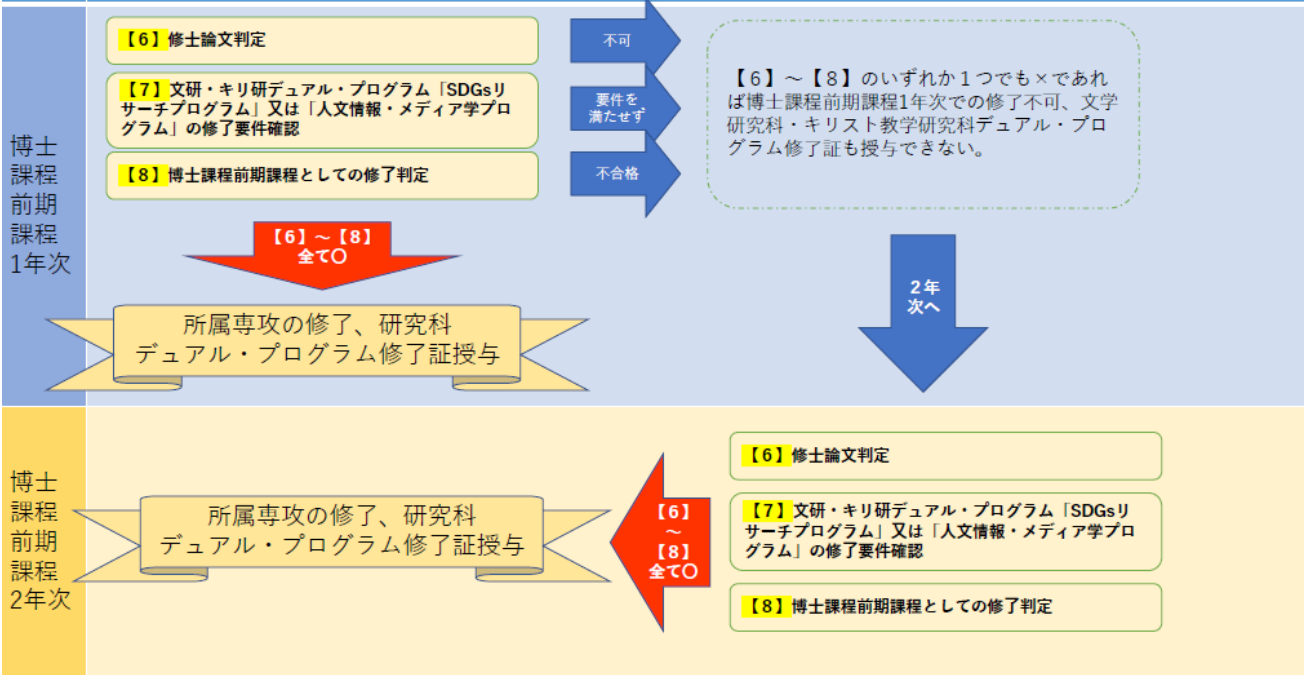 博士
課程
前期
課程
1年次
【6】修士論文判定
不可
【7】文研・キリ研デュアル・プログラム「SDGsリ
サーチプログラム」又は「人文情報・メディア学プロ
グラム」の修了要件確認
要件を
満たせず
【8】博士課程前期課程としての修了判定
不合格
【6】～【8】のいずれか１つでも×であれ
ば博士課程前期課程1年次での修了不可、文学
研究科・キリスト教学研究科デュアル・プロ
グラム修了証も授与できない。
【6】～【8】
全て〇
所属専攻の修了、研究科
デュアル・プログラム修了証授与
２年
次へ
博士
課程
前期
課程
2年次
【6】修士論文判定
【7】文研・キリ研デュアル・プログラム「SDGsリ
サーチプログラム」又は「人文情報・メディア学プロ
グラム」の修了要件確認
【8】博士課程前期課程としての修了判定
【6】
～
【8】
全て〇
所属専攻の修了、研究科
デュアル・プログラム修了証授与